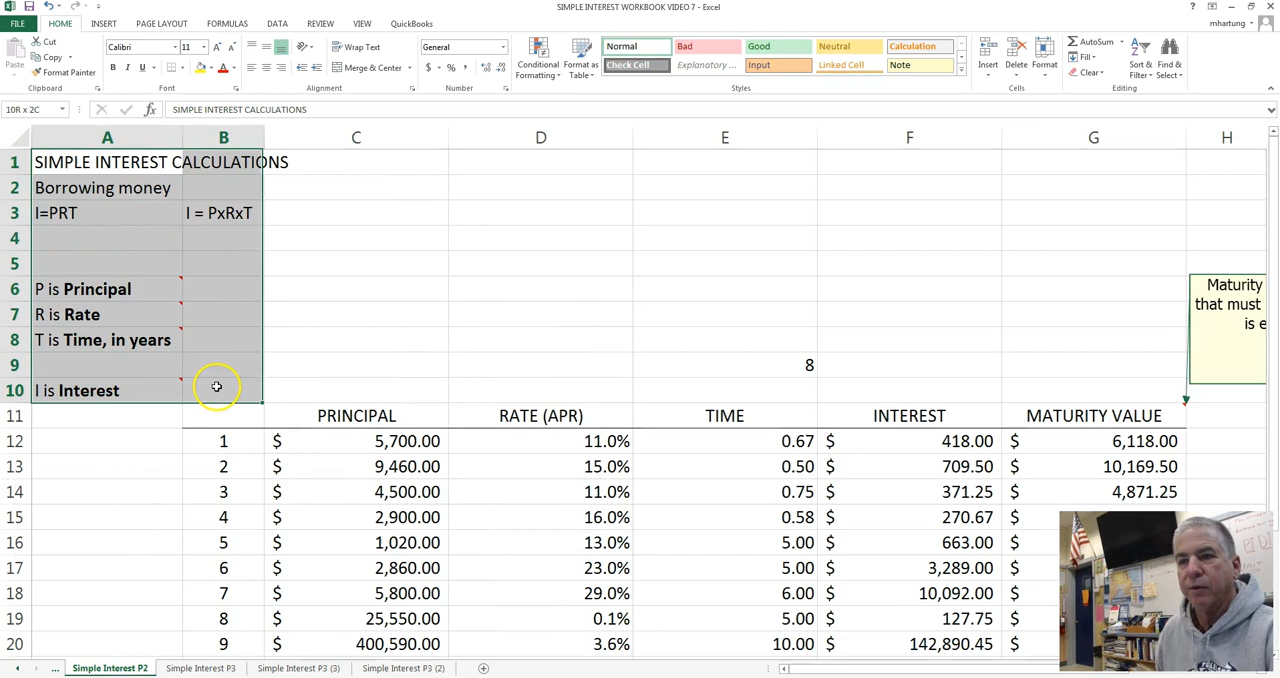 SIMPLE INTEREST WORKBOOK VIDEO 7 - Excel
FILE HOME INSERT PAGE LAYOUT FORMULAS DATA REVIEW VIEW QuickBooks mhartung
Cut
Copy
Format Painter
Paste
Clipboard
Calibri 11
B I U
Font
Wrap Text
Merge & Center
Alignment
General
$ % ,
Number
Conditional Formatting
Format as Table
Normal Bad Good Neutral Calculation
Check Cell Explanatory ... Input Linked Cell Note
Styles
Insert Delete Format
Cells
AutoSum
Fill
Clear
Sort & Filter
Find & Select
Editing
10R x 2C fx SIMPLE INTEREST CALCULATIONS
A B C D E F G H
1 SIMPLE INTEREST CALCULATIONS
2 Borrowing money
3 I=PRT I = PxRxT
4
5
6 P is Principal
7 R is Rate
8 T is Time, in years
9 8
10 I is Interest
Maturity
that must
is e
11 PRINCIPAL RATE (APR) TIME INTEREST MATURITY VALUE
12 1 $ 5,700.00 11.0% 0.67 $ 418.00 $ 6,118.00
13 2 $ 9,460.00 15.0% 0.50 $ 709.50 $ 10,169.50
14 3 $ 4,500.00 11.0% 0.75 $ 371.25 $ 4,871.25
15 4 $ 2,900.00 16.0% 0.58 $ 270.67 $
16 5 $ 1,020.00 13.0% 5.00 $ 663.00 $
17 6 $ 2,860.00 23.0% 5.00 $ 3,289.00 $
18 7 $ 5,800.00 29.0% 6.00 $ 10,092.00 $
19 8 $ 25,550.00 0.1% 5.00 $ 127.75 $
20 9 $ 400,590.00 3.6% 10.00 $ 142,890.45 $
... Simple Interest P2 Simple Interest P3 Simple Interest P3 (3) Simple Interest P3 (2)